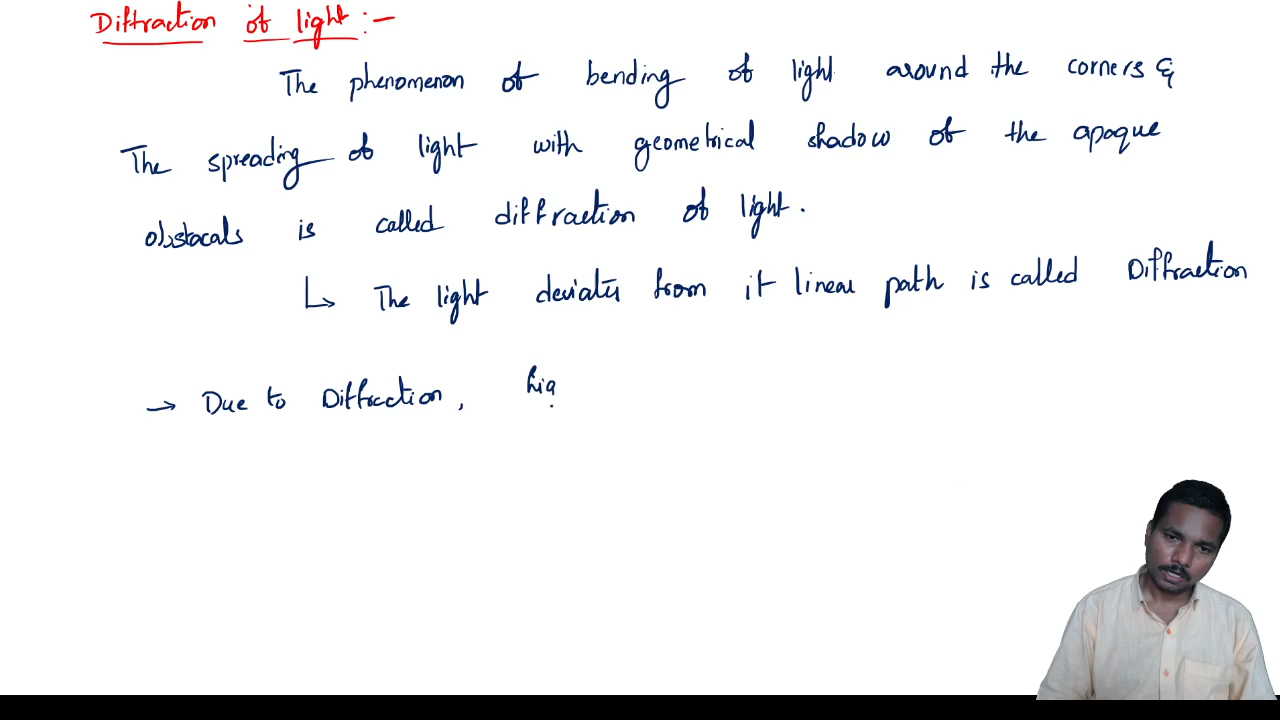 Diffraction of light :-
The phenomenon of bending of light around the corners &
The spreading of light with geometrical shadow of the apaque
obstacals is called diffraction of light.
↳ The light deviates from it linear path is called Diffraction
→ Due to Diffraction, lig